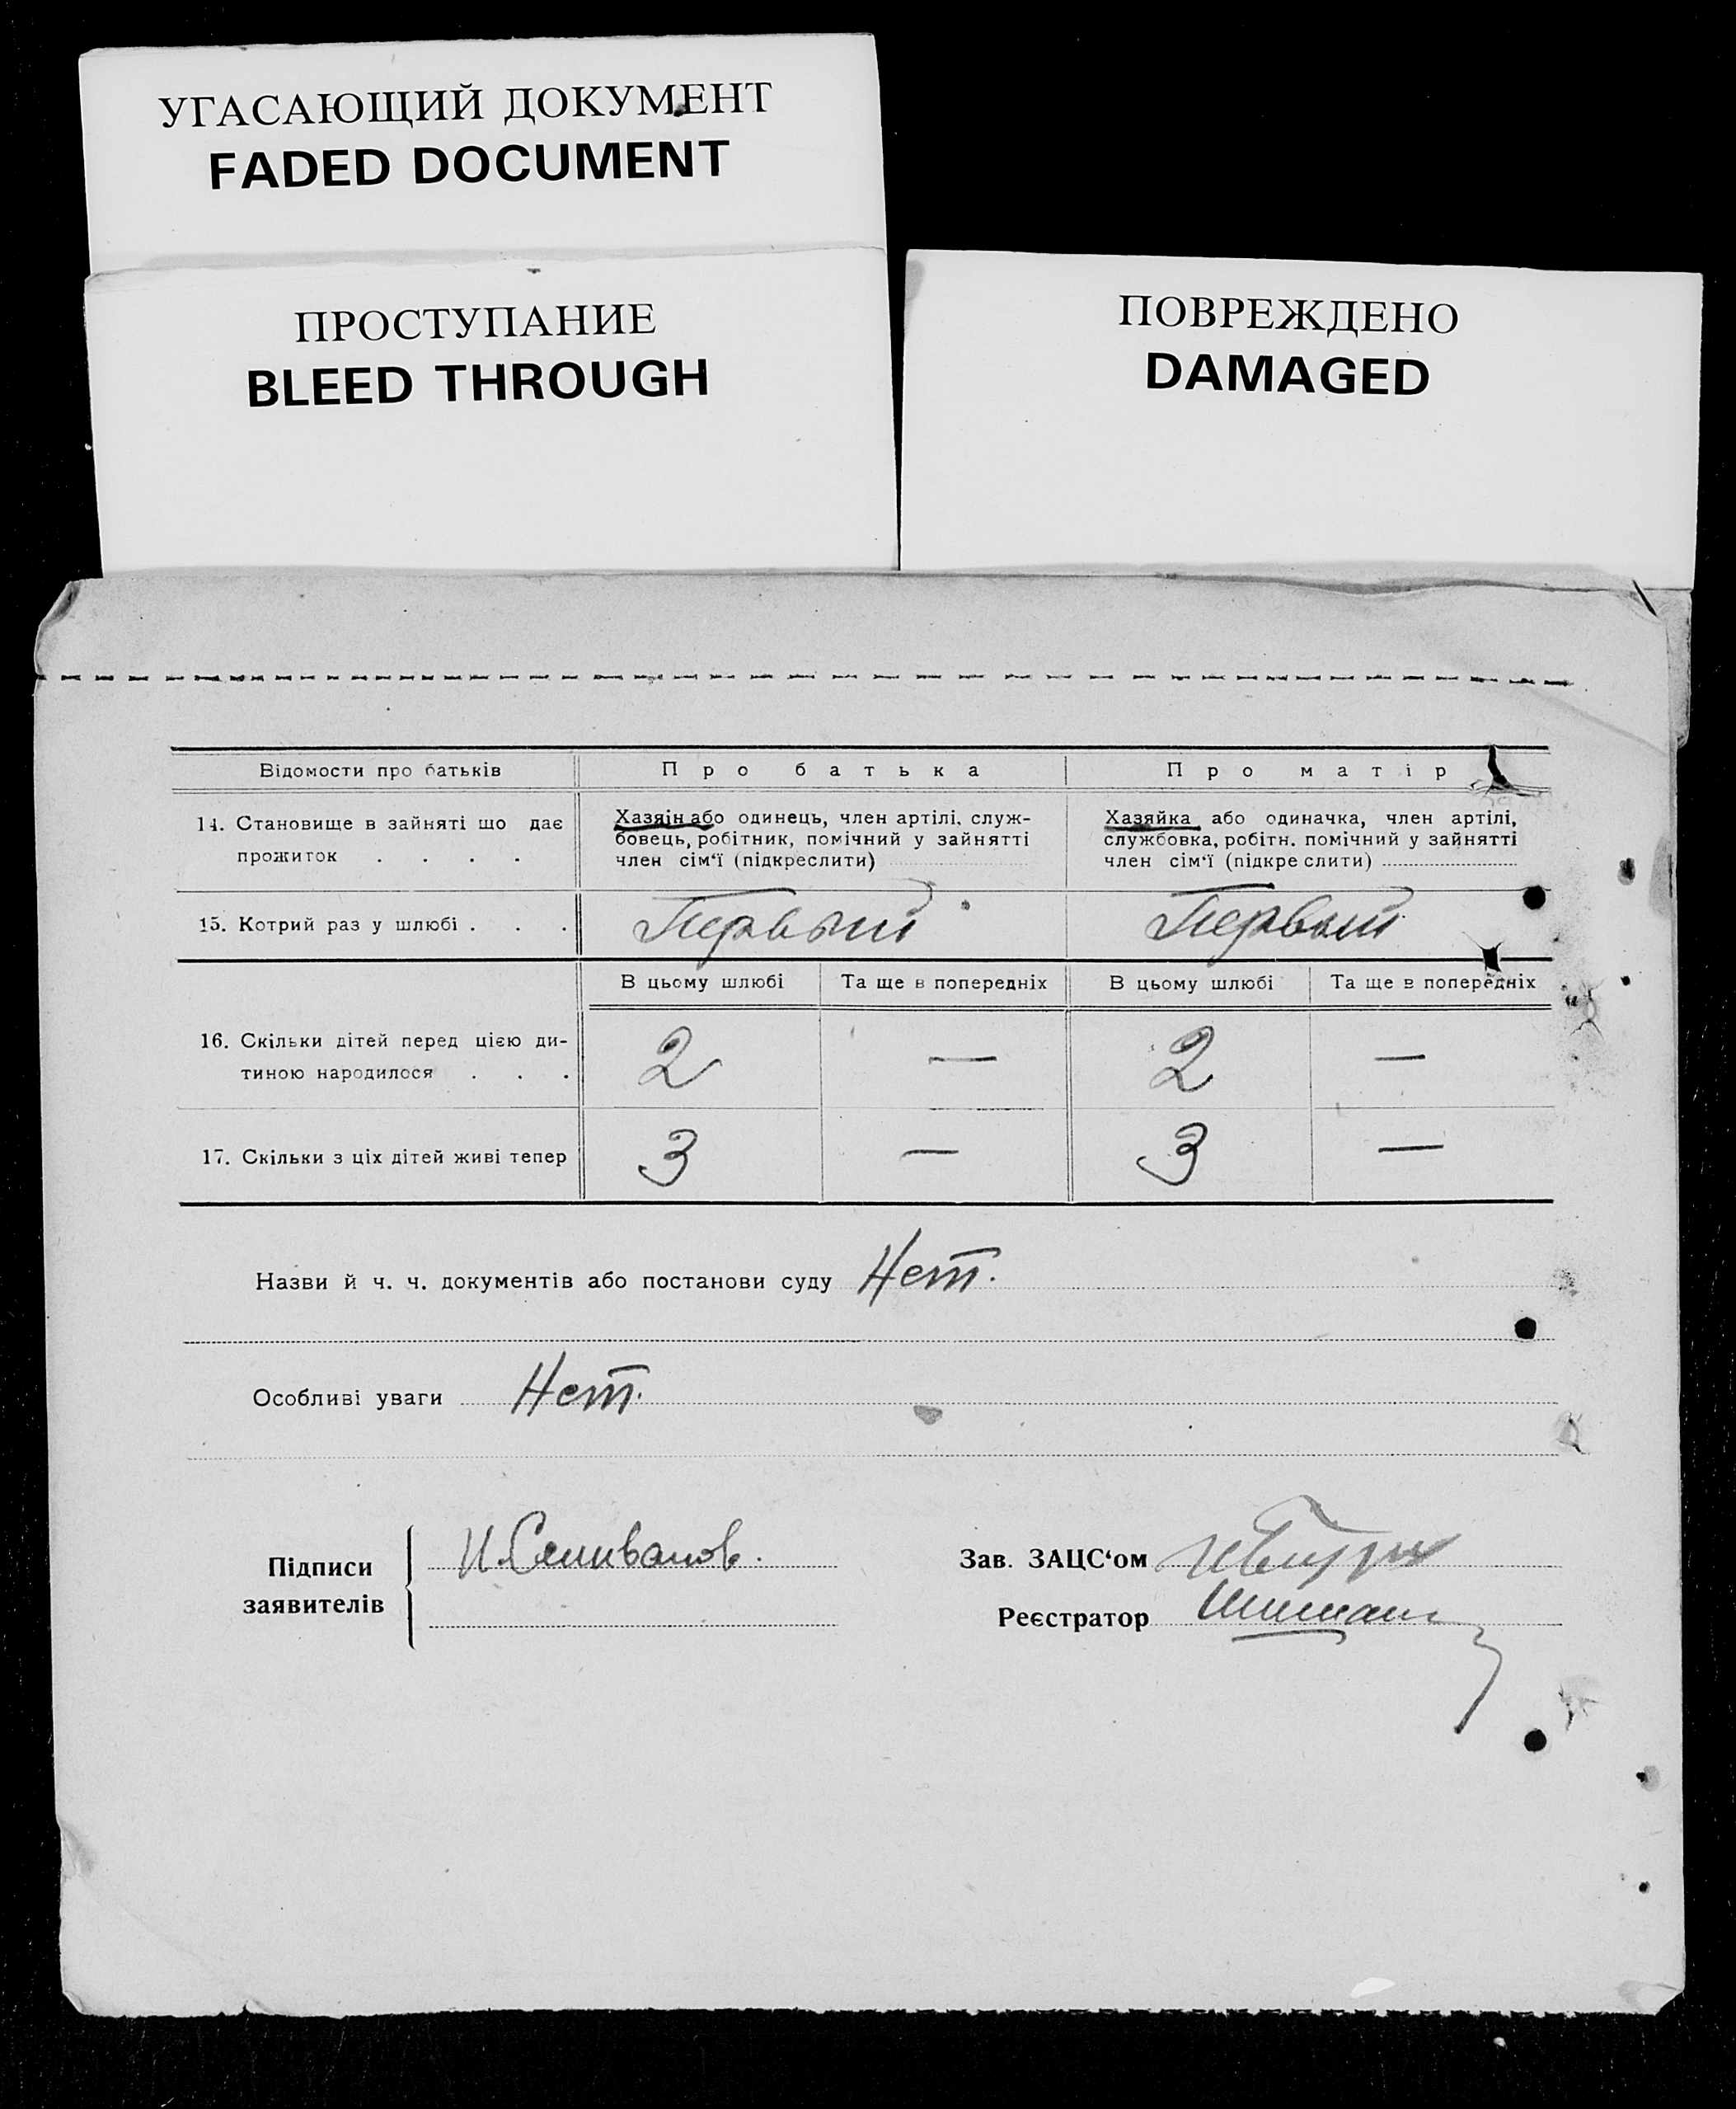 УГАСАЮЩИЙ ДОКУМЕНТ
FADED DOCUMENT
ПРОСТУПАНИЕ
BLEED THROUGH
ПОВРЕЖДЕНО
DAMAGED
Відомости про батьків
Про батька
Про матір
14. Становище в зайняті що дає
прожиток . . . .
Хазяїн або одинець, член артілі, служ-
бовець, робітник, помічний у зайнятті
член сім‘ї (підкреслити)
Хазяйка або одиначка, член артілі,
службовка, робітн. помічний у зайнятті
член сім‘ї (підкреслити)
15. Котрий раз у шлюбі . . .
Первый
Первый
В цьому шлюбі
Та ще в попередніх
В цьому шлюбі
Та ще в попередніх
16. Скільки дітей перед цією ди-
тиною народилося . . .
2 — 2 —
17. Скільки з ціх дітей живі тепер
3 — 3 —
Назви й ч. ч. документів або постанови суду Нет.
Особливі уваги Нет.
Підписи
заявителів
И. Селиванов.
Зав. ЗАЦС‘ом
Реєстратор